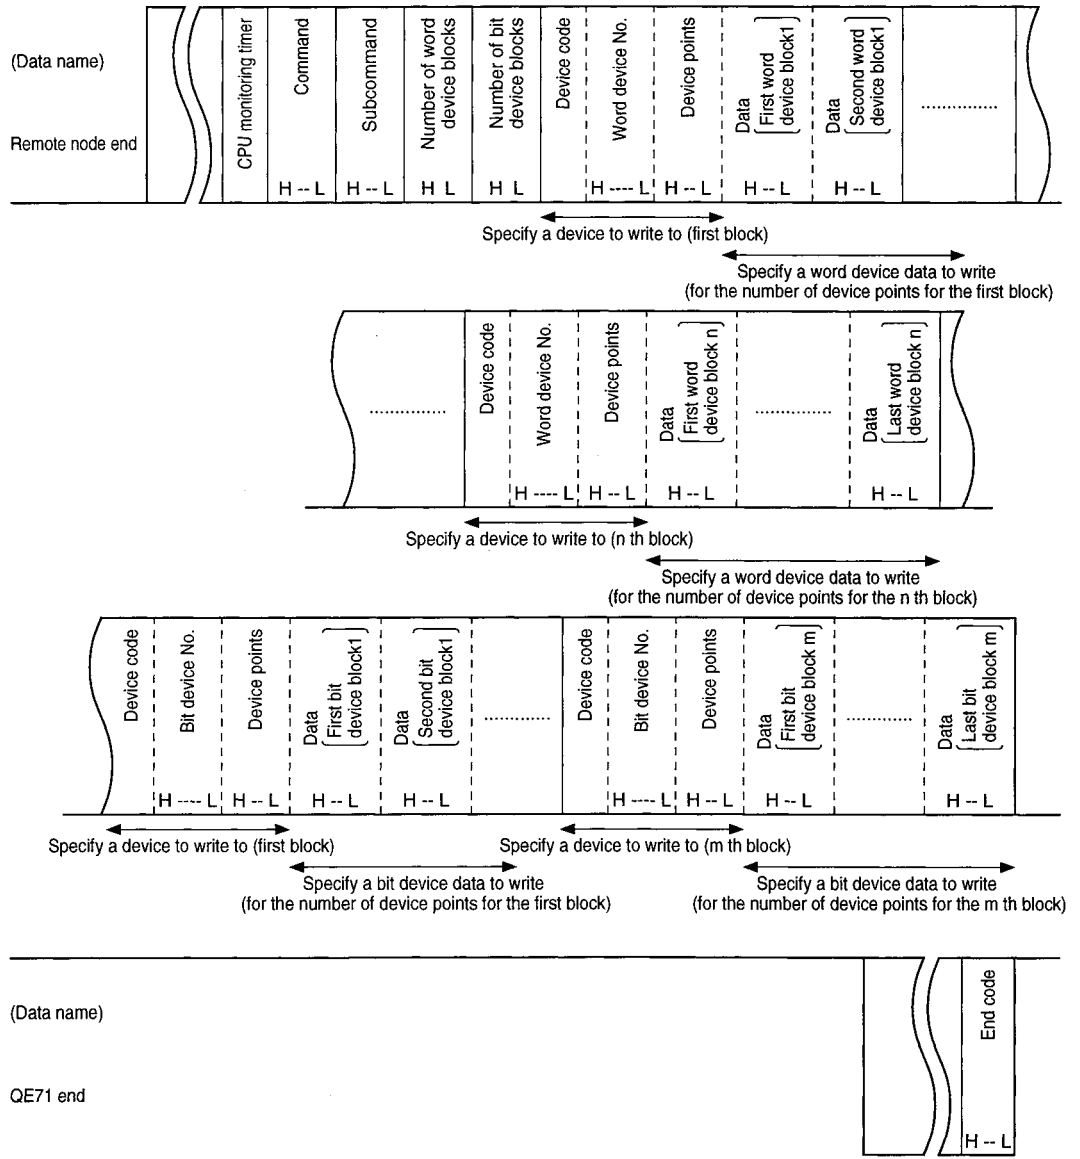 (Data name)
Remote node end
CPU monitoring timer
Command
H -- L
Subcommand
H -- L
Number of word
device blocks
H L
Number of bit
device blocks
H L
Device code
Word device No.
H ---- L
Device points
H -- L
Data
First word
device block1
H -- L
Data
Second word
device block1
H -- L
Specify a device to write to (first block)
Specify a word device data to write
(for the number of device points for the first block)
Device code
Word device No.
H ---- L
Device points
H -- L
Data
First word
device block n
H -- L
Data
Last word
device block n
H -- L
Specify a device to write to (n th block)
Specify a word device data to write
(for the number of device points for the n th block)
Device code
Bit device No.
H ---- L
Device points
H -- L
Data
First bit
device block1
H -- L
Data
Second bit
device block1
H -- L
Device code
Bit device No.
H ---- L
Device points
H -- L
Data
First bit
device block m
H -- L
Data
Last bit
device block m
H -- L
Specify a device to write to (first block)
Specify a device to write to (m th block)
Specify a bit device data to write
(for the number of device points for the first block)
Specify a bit device data to write
(for the number of device points for the m th block)
(Data name)
QE71 end
End code
H -- L